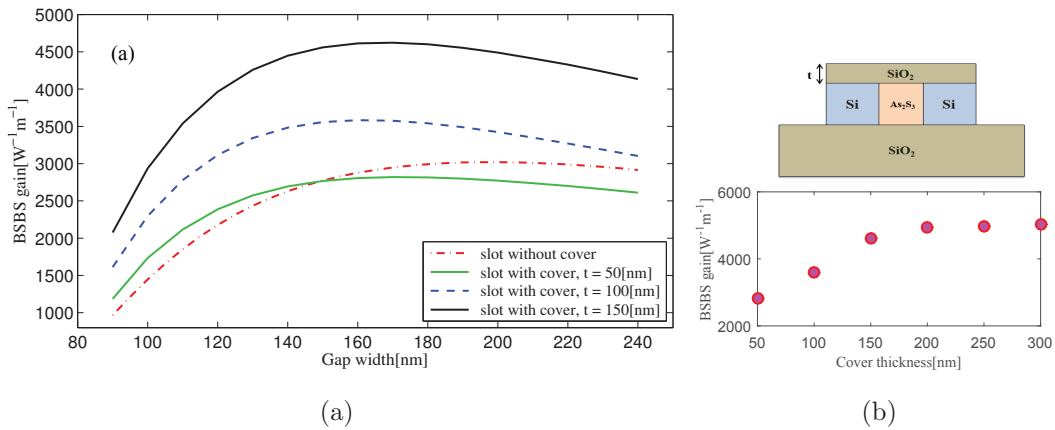 5000
4500
4000
3500
3000
2500
2000
1500
1000
BSBS gain[W⁻¹m⁻¹]
(a)
slot without cover
slot with cover, t = 50[nm]
slot with cover, t = 100[nm]
slot with cover, t = 150[nm]
80 100 120 140 160 180 200 220 240
Gap width[nm]
(a)
t
SiO₂
Si As₂S₃ Si
SiO₂
6000
4000
2000
BSBS gain[W⁻¹m⁻¹]
50 100 150 200 250 300
Cover thickness[nm]
(b)